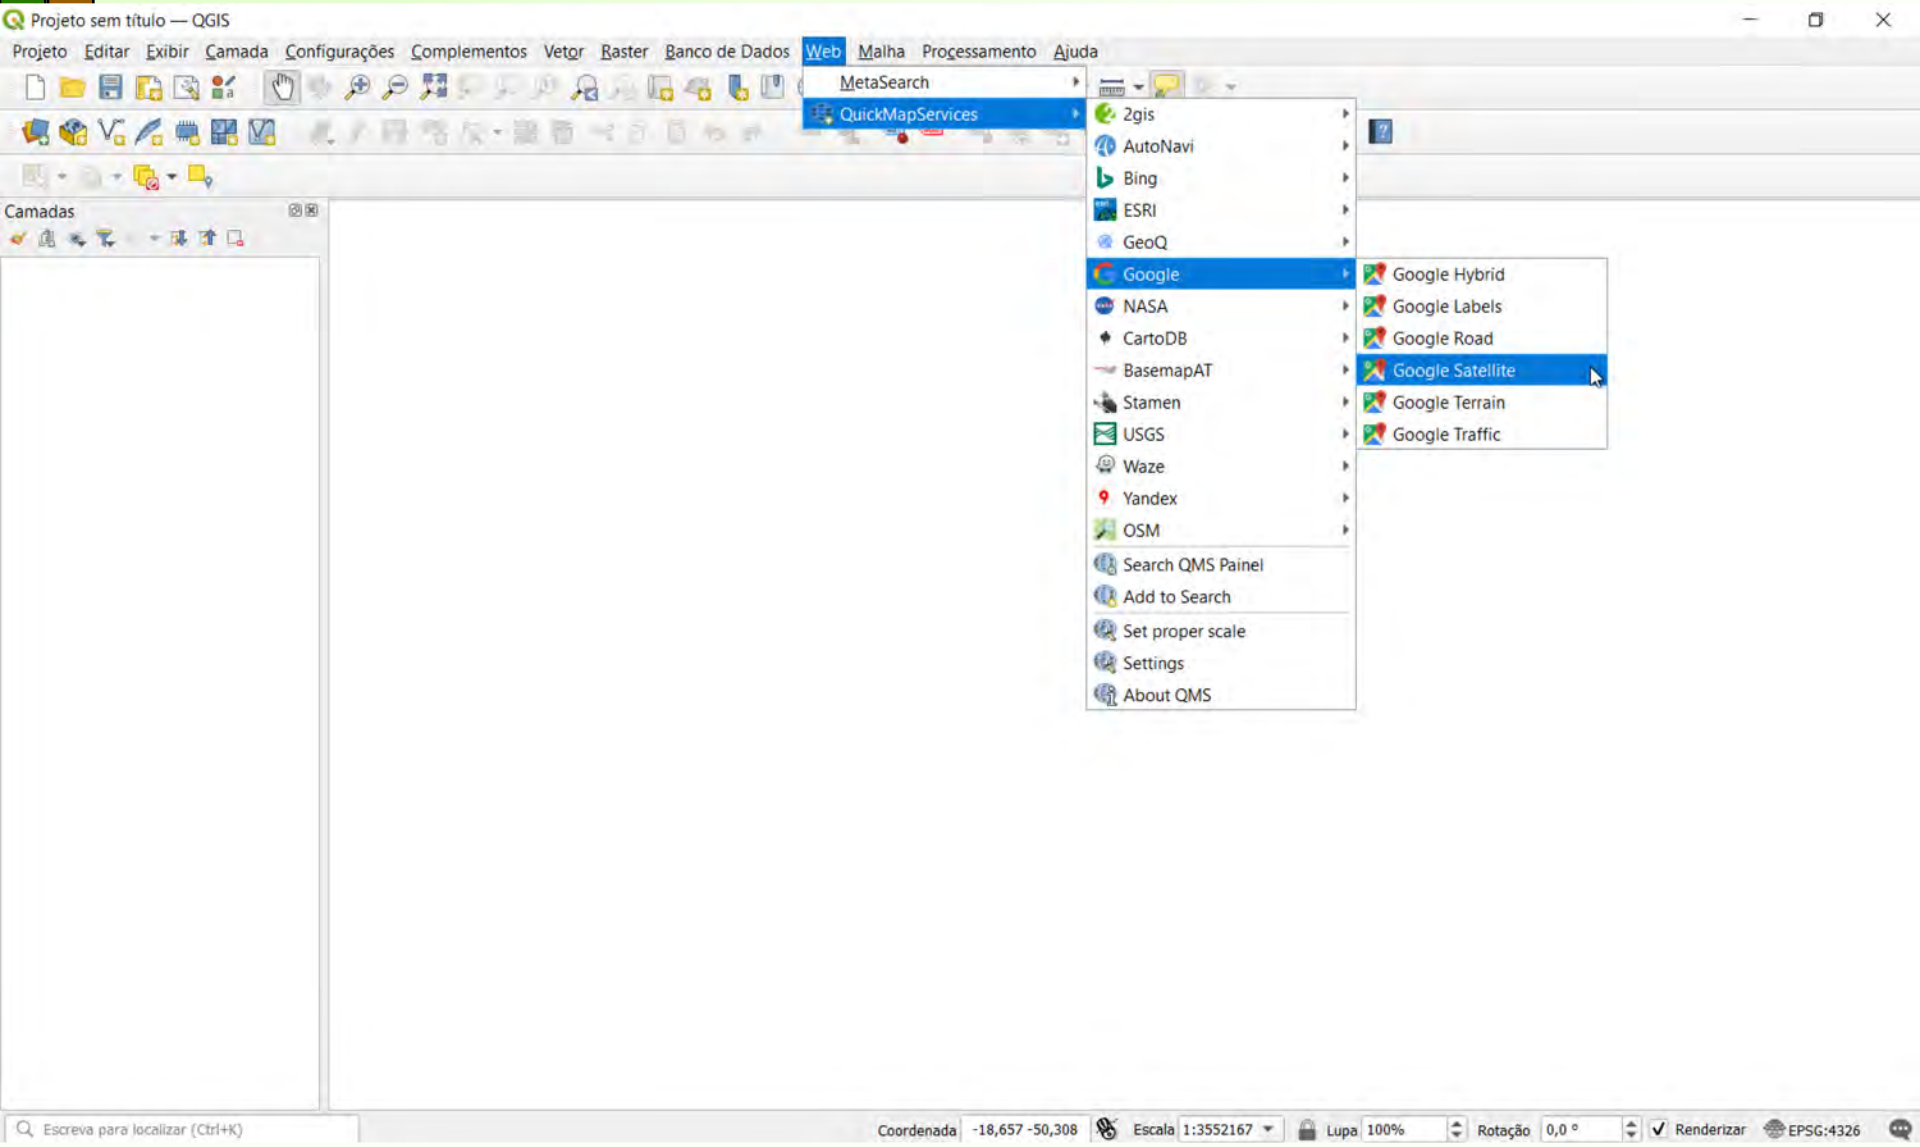 Projeto sem título — QGIS
Projeto Editar Exibir Camada Configurações Complementos Vetor Raster Banco de Dados Web Malha Processamento Ajuda
MetaSearch
QuickMapServices
2gis
AutoNavi
Bing
ESRI
GeoQ
Google
NASA
CartoDB
BasemapAT
Stamen
USGS
Waze
Yandex
OSM
Search QMS Painel
Add to Search
Set proper scale
Settings
About QMS
Google Hybrid
Google Labels
Google Road
Google Satellite
Google Terrain
Google Traffic
Camadas
Escreva para localizar (Ctrl+K)
Coordenada -18,657 -50,308 Escala 1:3552167 Lupa 100% Rotação 0,0 ° Renderizar EPSG:4326